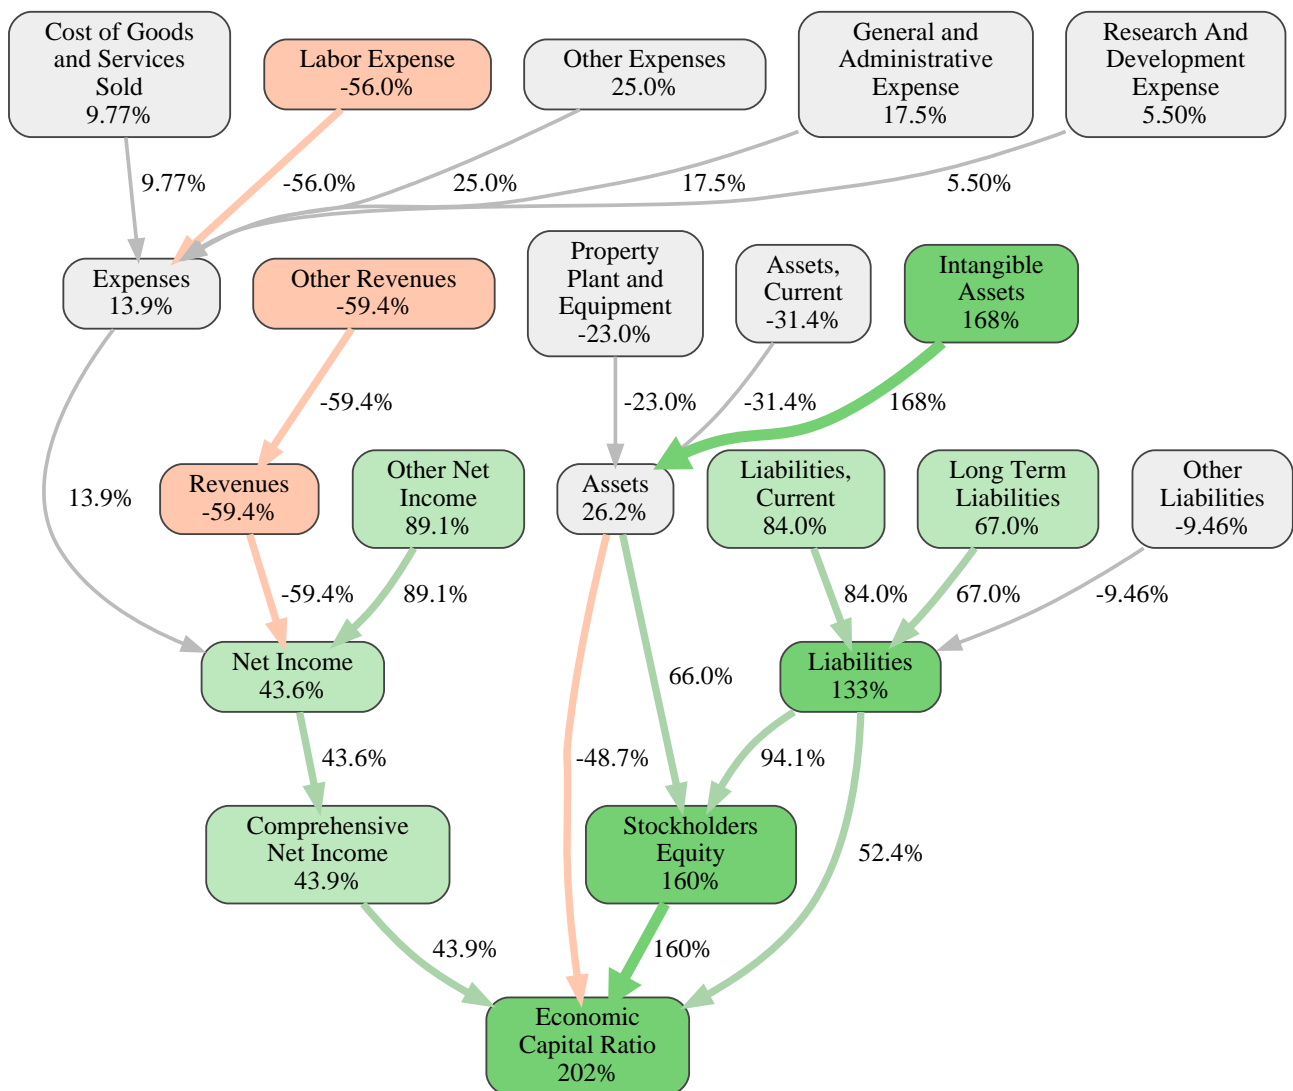 Cost of Goods
and Services
Sold
9.77%
Labor Expense
-56.0%
Other Expenses
25.0%
General and
Administrative
Expense
17.5%
Research And
Development
Expense
5.50%
9.77%
-56.0%
25.0%
17.5%
5.50%
Expenses
13.9%
Other Revenues
-59.4%
Property
Plant and
Equipment
-23.0%
Assets,
Current
-31.4%
Intangible
Assets
168%
-59.4%
-23.0%
-31.4%
168%
13.9%
Revenues
-59.4%
Other Net
Income
89.1%
Assets
26.2%
Liabilities,
Current
84.0%
Long Term
Liabilities
67.0%
Other
Liabilities
-9.46%
-59.4%
89.1%
84.0%
67.0%
-9.46%
Net Income
43.6%
66.0%
Liabilities
133%
43.6%
-48.7%
94.1%
Comprehensive
Net Income
43.9%
Stockholders
Equity
160%
52.4%
43.9%
160%
Economic
Capital Ratio
202%